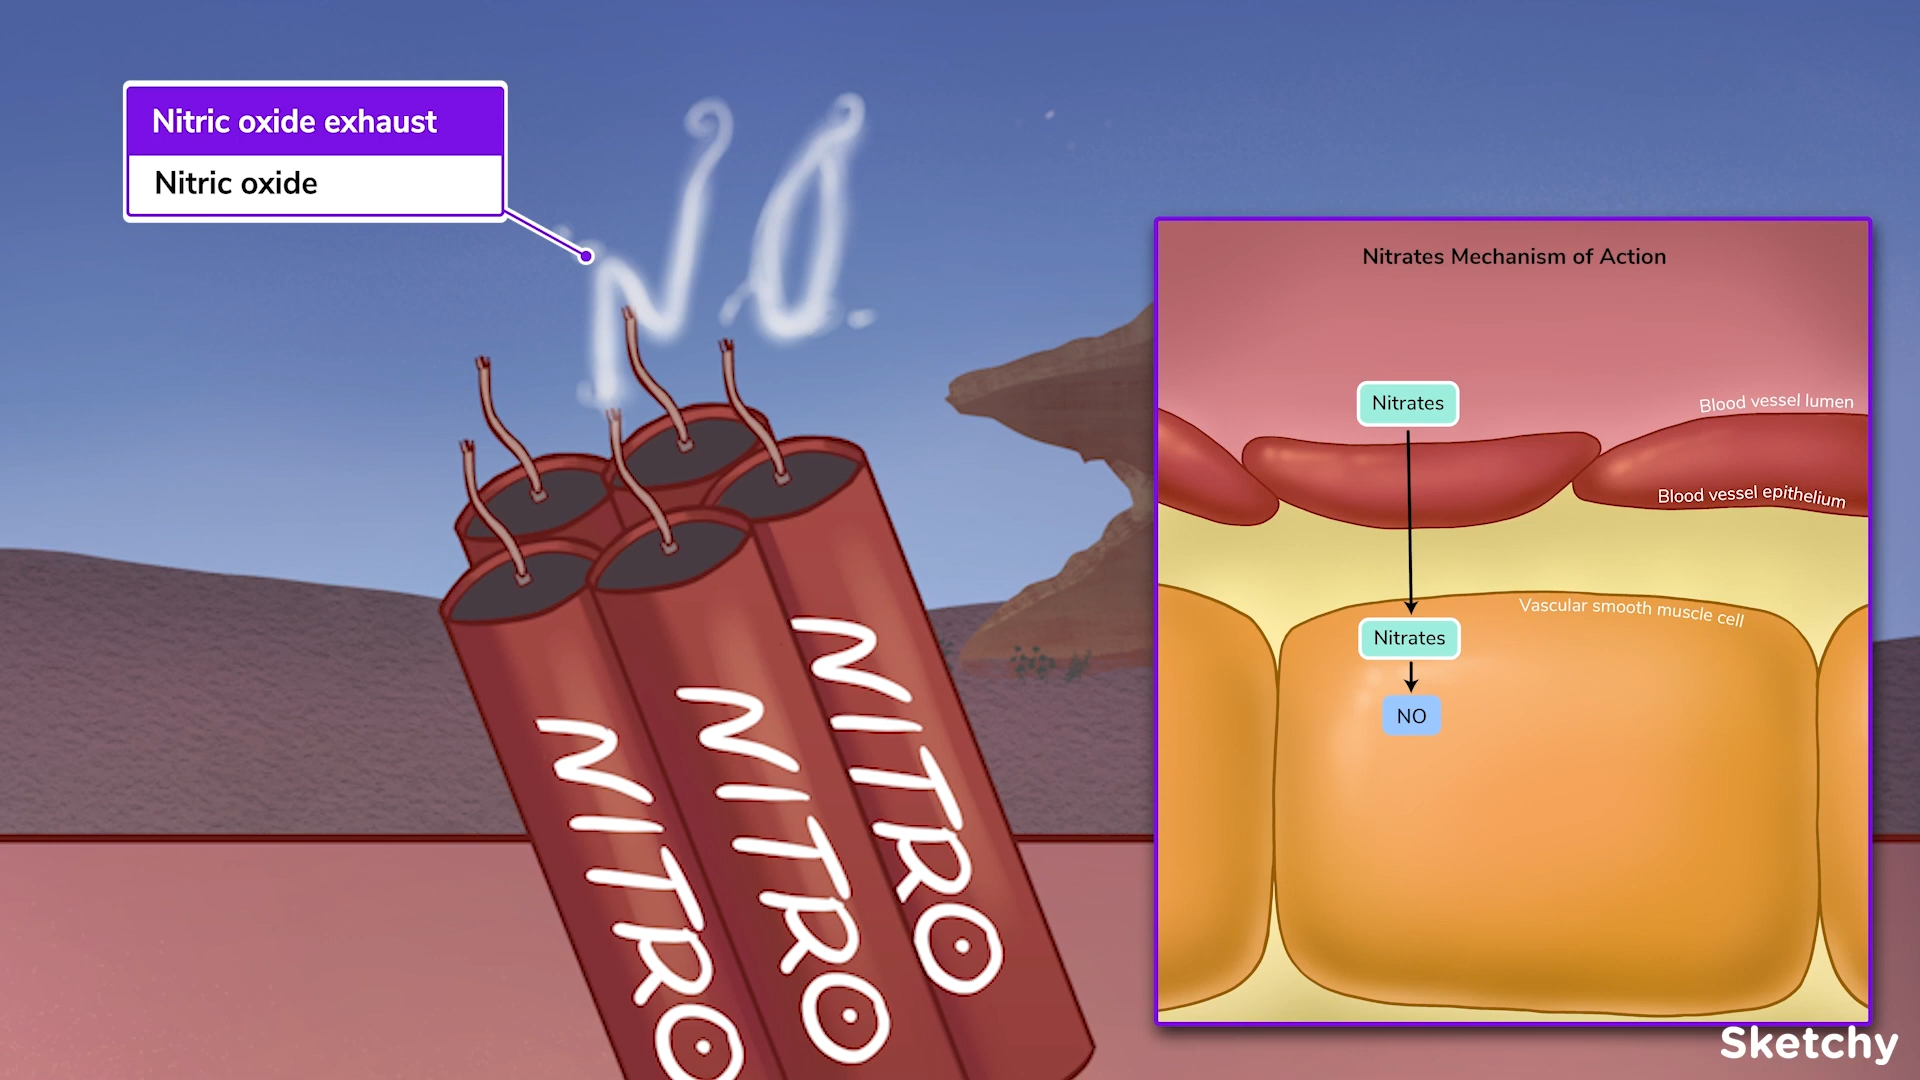 Nitric oxide exhaust
Nitric oxide
NO
NITRO
NITRO
NITRO
Nitrates Mechanism of Action
Nitrates
Blood vessel lumen
Blood vessel epithelium
Vascular smooth muscle cell
Nitrates
NO
Sketchy